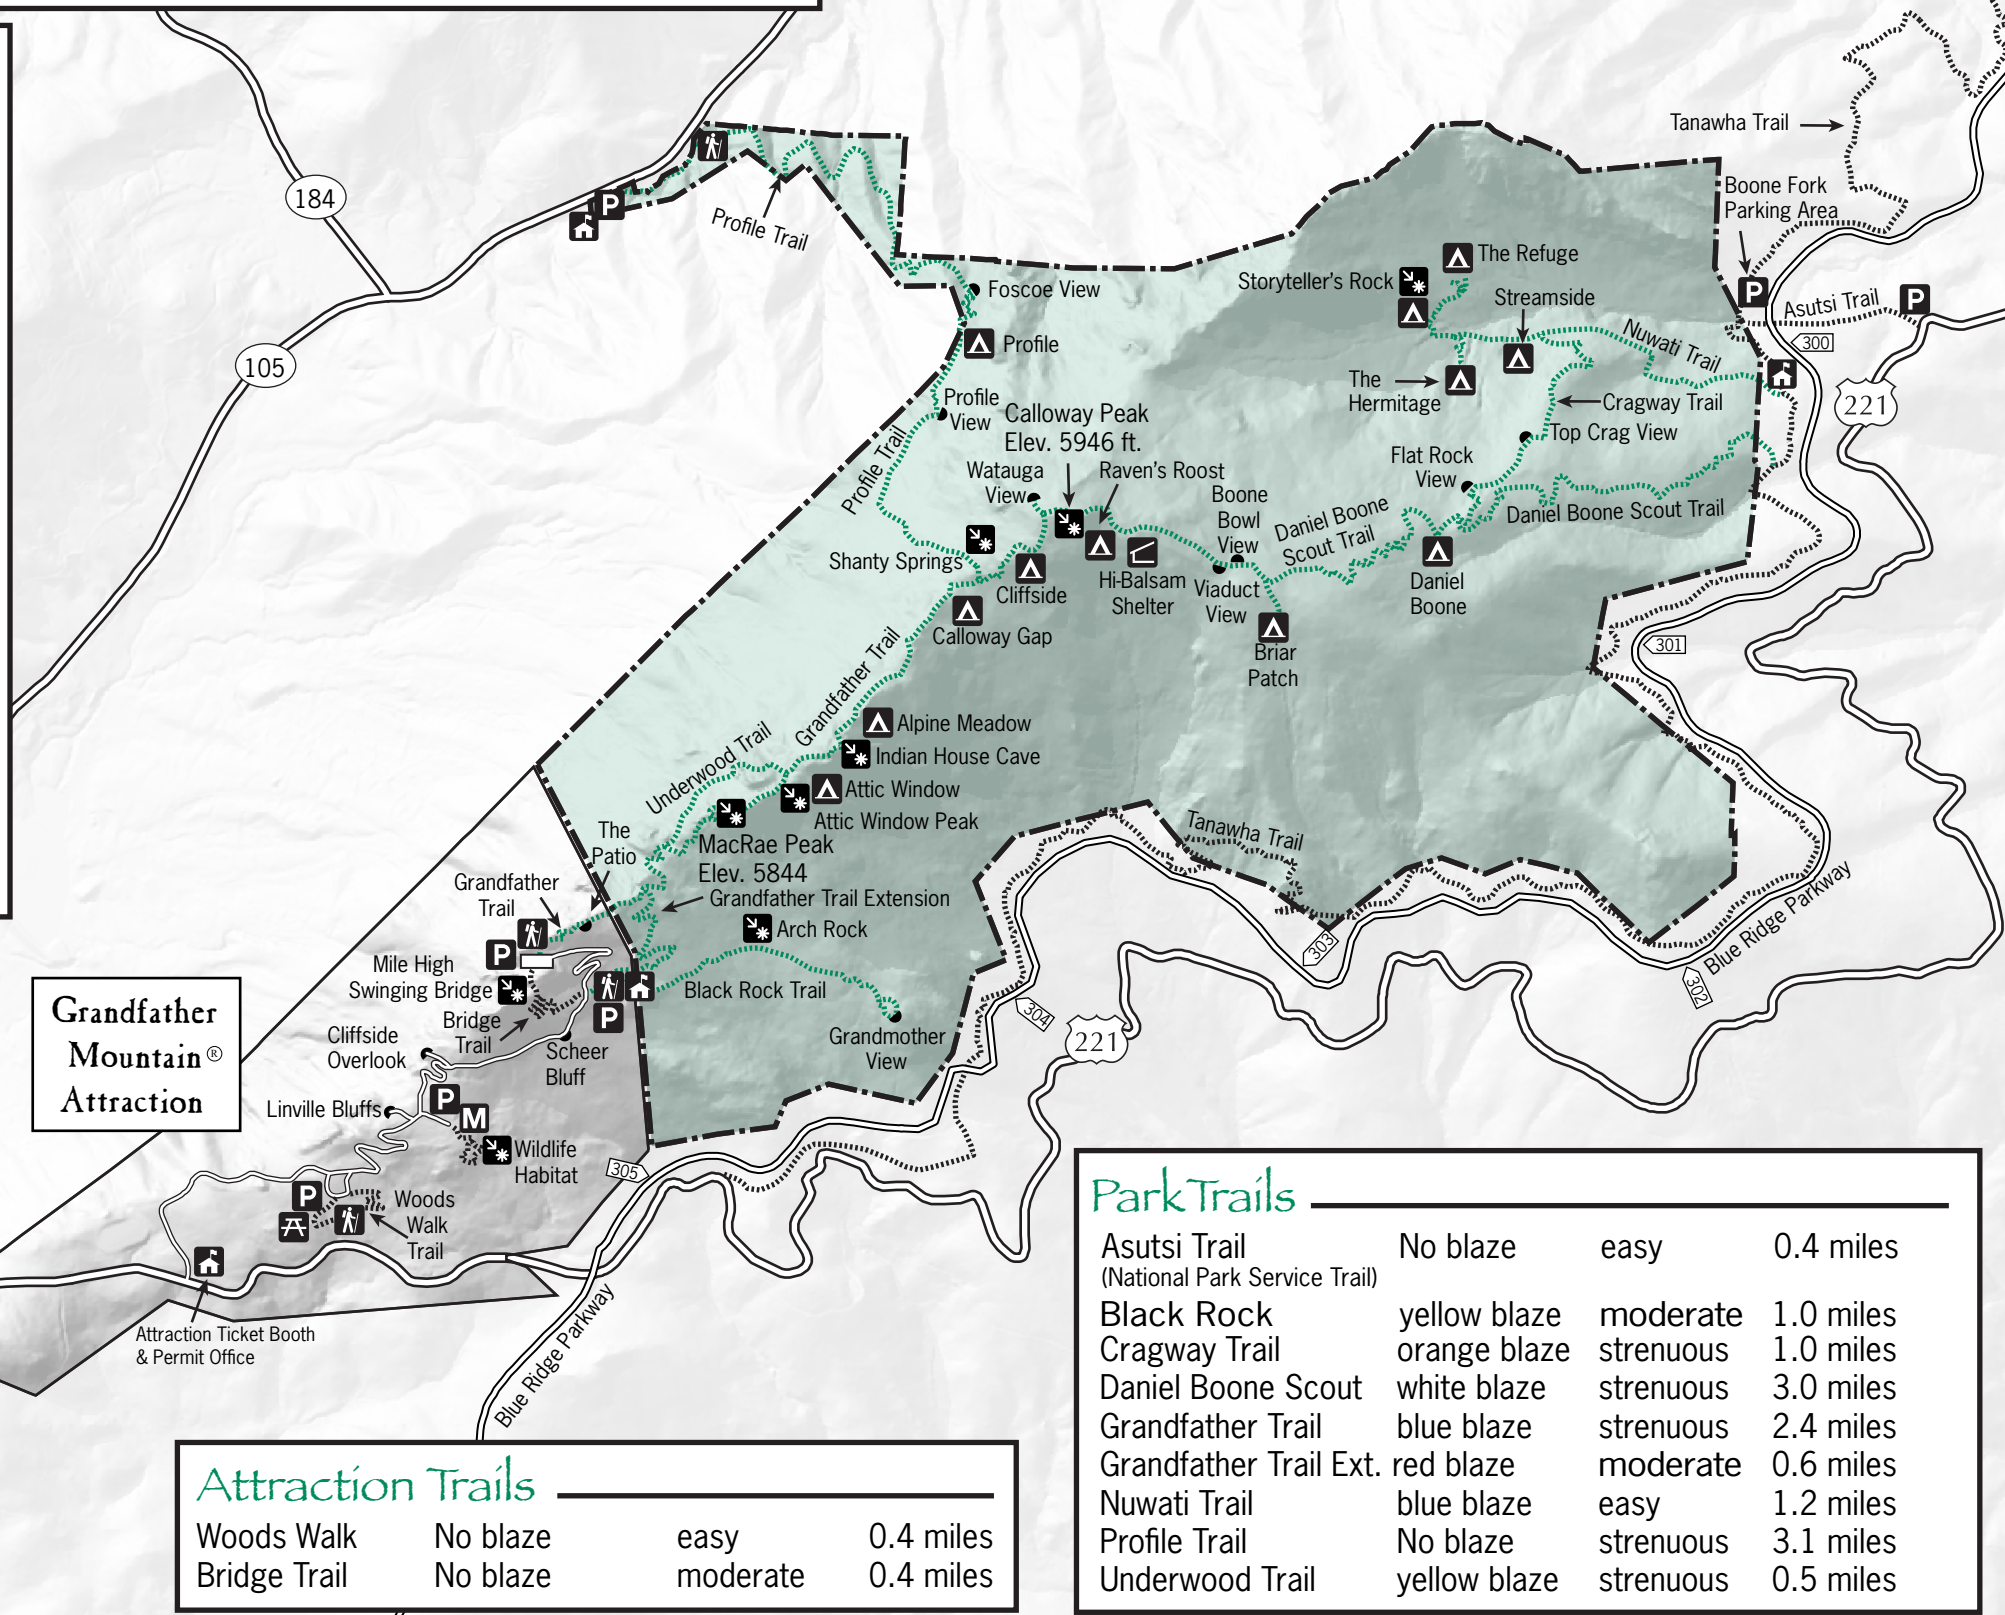 184
105
Profile Trail
Tanawha Trail
Boone Fork
Parking Area
Asutsi Trail
300
221
The Refuge
Storyteller's Rock
Streamside
Nuwati Trail
The
Hermitage
Cragway Trail
Top Crag View
Flat Rock
View
Foscoe View
Profile
Profile
View
Calloway Peak
Elev. 5946 ft.
Watauga
View
Raven's Roost
Boone
Bowl
View
Daniel Boone
Scout Trail
Daniel Boone Scout Trail
Profile Trail
Shanty Springs
Cliffside
Hi-Balsam
Shelter
Viaduct
View
Daniel
Boone
Calloway Gap
Briar
Patch
301
Grandfather Trail
Alpine Meadow
Indian House Cave
Underwood Trail
Attic Window
Attic Window Peak
MacRae Peak
Elev. 5844
The
Patio
Tanawha Trail
Grandfather
Trail
Grandfather Trail Extension
Arch Rock
Blue Ridge Parkway
303
302
304
221
Mile High
Swinging Bridge
Black Rock Trail
Bridge
Trail
Grandmother
View
Cliffside
Overlook
Scheer
Bluff
Linville Bluffs
P
P
P
P
P
P
P
M
Wildlife
Habitat
305
Woods
Walk
Trail
Grandfather
Mountain®
Attraction
Attraction Ticket Booth
& Permit Office
Blue Ridge Parkway
Attraction Trails
Woods Walk No blaze easy 0.4 miles
Bridge Trail No blaze moderate 0.4 miles
Park Trails
Asutsi Trail No blaze easy 0.4 miles
(National Park Service Trail)
Black Rock yellow blaze moderate 1.0 miles
Cragway Trail orange blaze strenuous 1.0 miles
Daniel Boone Scout white blaze strenuous 3.0 miles
Grandfather Trail blue blaze strenuous 2.4 miles
Grandfather Trail Ext. red blaze moderate 0.6 miles
Nuwati Trail blue blaze easy 1.2 miles
Profile Trail No blaze strenuous 3.1 miles
Underwood Trail yellow blaze strenuous 0.5 miles